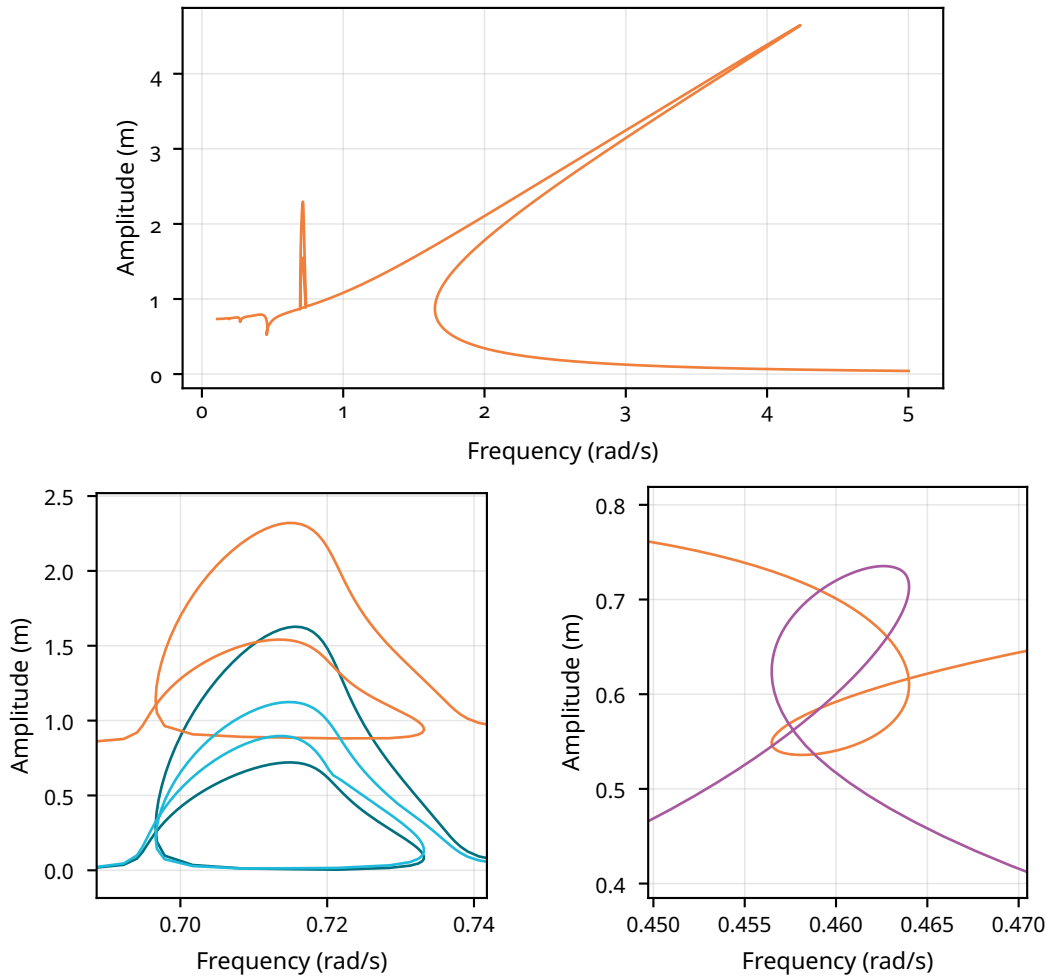 4
3
2
1
0
Amplitude (m)
0 1 2 3 4 5
Frequency (rad/s)
2.5
2.0
1.5
1.0
0.5
0.0
Amplitude (m)
0.70 0.72 0.74
Frequency (rad/s)
0.8
0.7
0.6
0.5
0.4
Amplitude (m)
0.450 0.455 0.460 0.465 0.470
Frequency (rad/s)